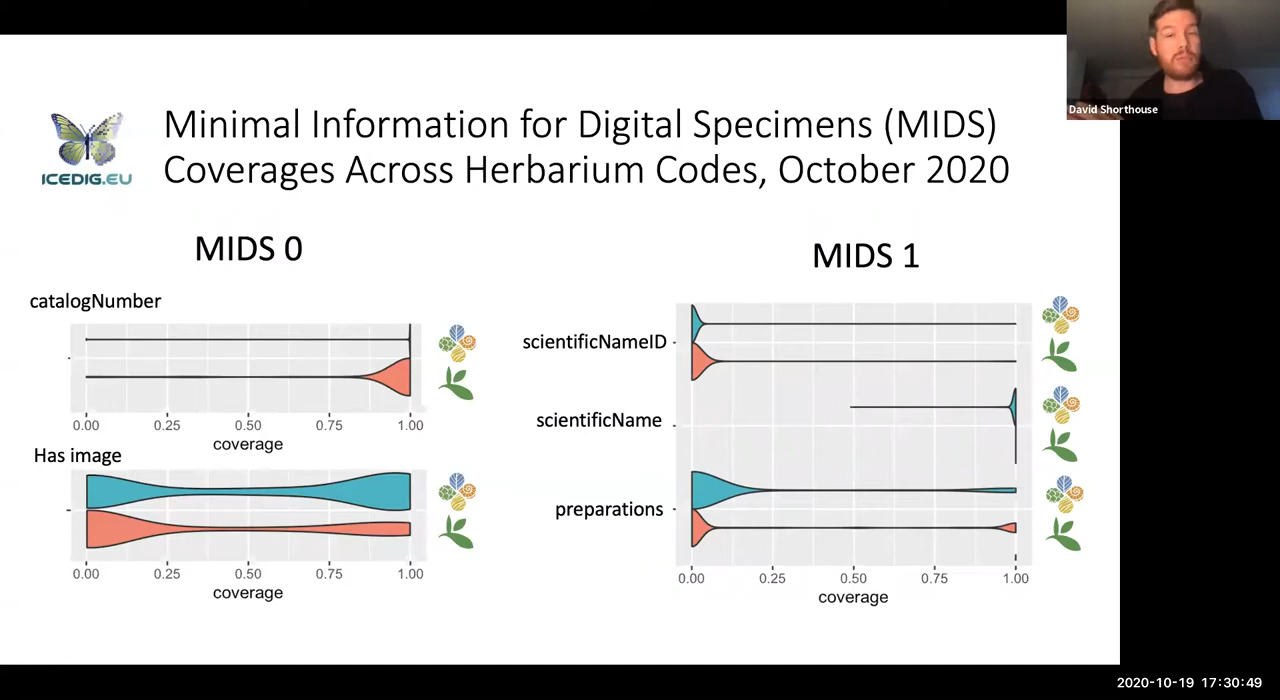 David Shorthouse
ICEDIG.EU
Minimal Information for Digital Specimens (MIDS)
Coverages Across Herbarium Codes, October 2020
MIDS 0
catalogNumber
0.00 0.25 0.50 0.75 1.00
coverage
Has image
0.00 0.25 0.50 0.75 1.00
coverage
MIDS 1
scientificNameID
scientificName
preparations
0.00 0.25 0.50 0.75 1.00
coverage
2020-10-19 17:30:49